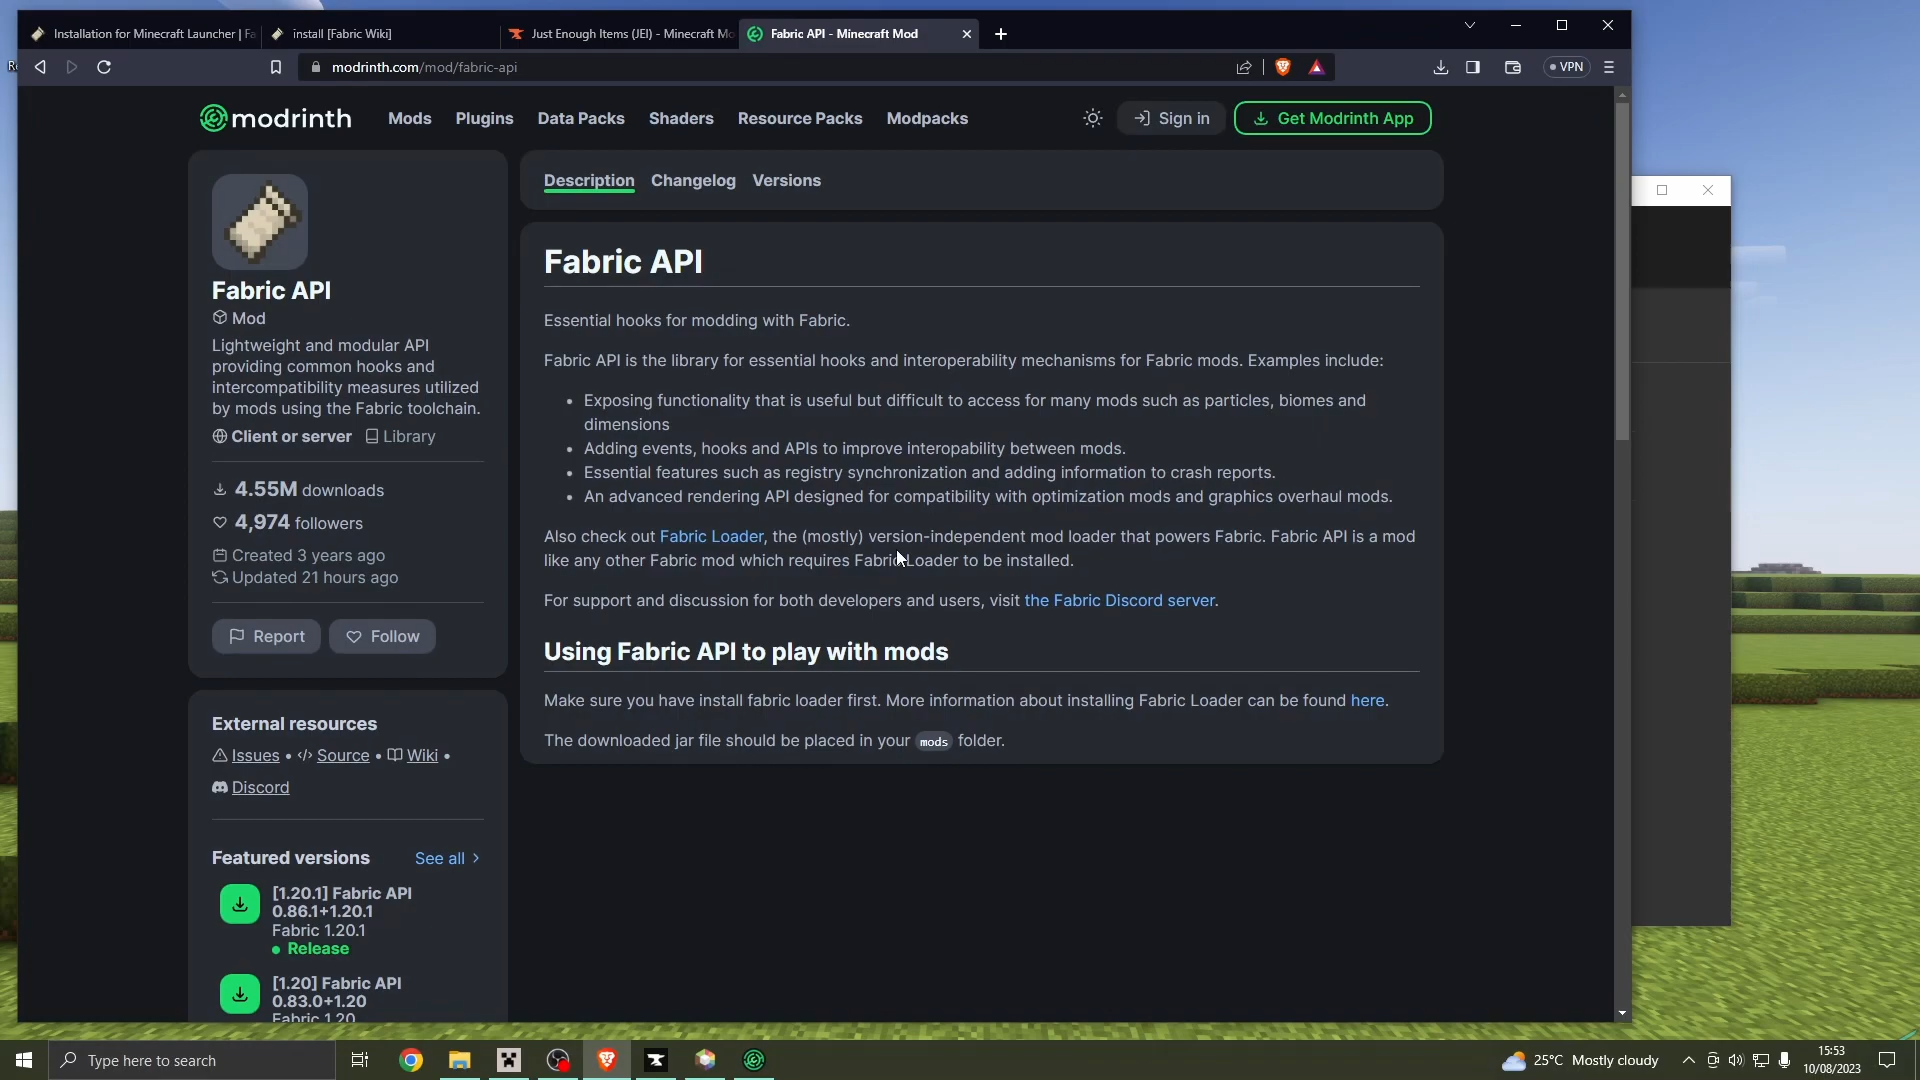 Installation for Minecraft Launcher | Fa
install [Fabric Wiki]
Just Enough Items (JEI) - Minecraft Mo
Fabric API - Minecraft Mod
modrinth.com/mod/fabric-api
VPN
modrinth
Mods
Plugins
Data Packs
Shaders
Resource Packs
Modpacks
Sign in
Get Modrinth App
Fabric API
Mod
Lightweight and modular API
providing common hooks and
intercompatibility measures utilized
by mods using the Fabric toolchain.
Client or server
Library
4.55M downloads
4,974 followers
Created 3 years ago
Updated 21 hours ago
Report
Follow
External resources
Issues • Source • Wiki •
Discord
Featured versions
See all
[1.20.1] Fabric API
0.86.1+1.20.1
Fabric 1.20.1
Release
[1.20] Fabric API
0.83.0+1.20
Fabric 1.20
Description
Changelog
Versions
Fabric API
Essential hooks for modding with Fabric.
Fabric API is the library for essential hooks and interoperability mechanisms for Fabric mods. Examples include:
• Exposing functionality that is useful but difficult to access for many mods such as particles, biomes and
dimensions
• Adding events, hooks and APIs to improve interopability between mods.
• Essential features such as registry synchronization and adding information to crash reports.
• An advanced rendering API designed for compatibility with optimization mods and graphics overhaul mods.
Also check out Fabric Loader, the (mostly) version-independent mod loader that powers Fabric. Fabric API is a mod
like any other Fabric mod which requires Fabric Loader to be installed.
For support and discussion for both developers and users, visit the Fabric Discord server.
Using Fabric API to play with mods
Make sure you have install fabric loader first. More information about installing Fabric Loader can be found here.
The downloaded jar file should be placed in your mods folder.
Type here to search
25°C Mostly cloudy
15:53
10/08/2023